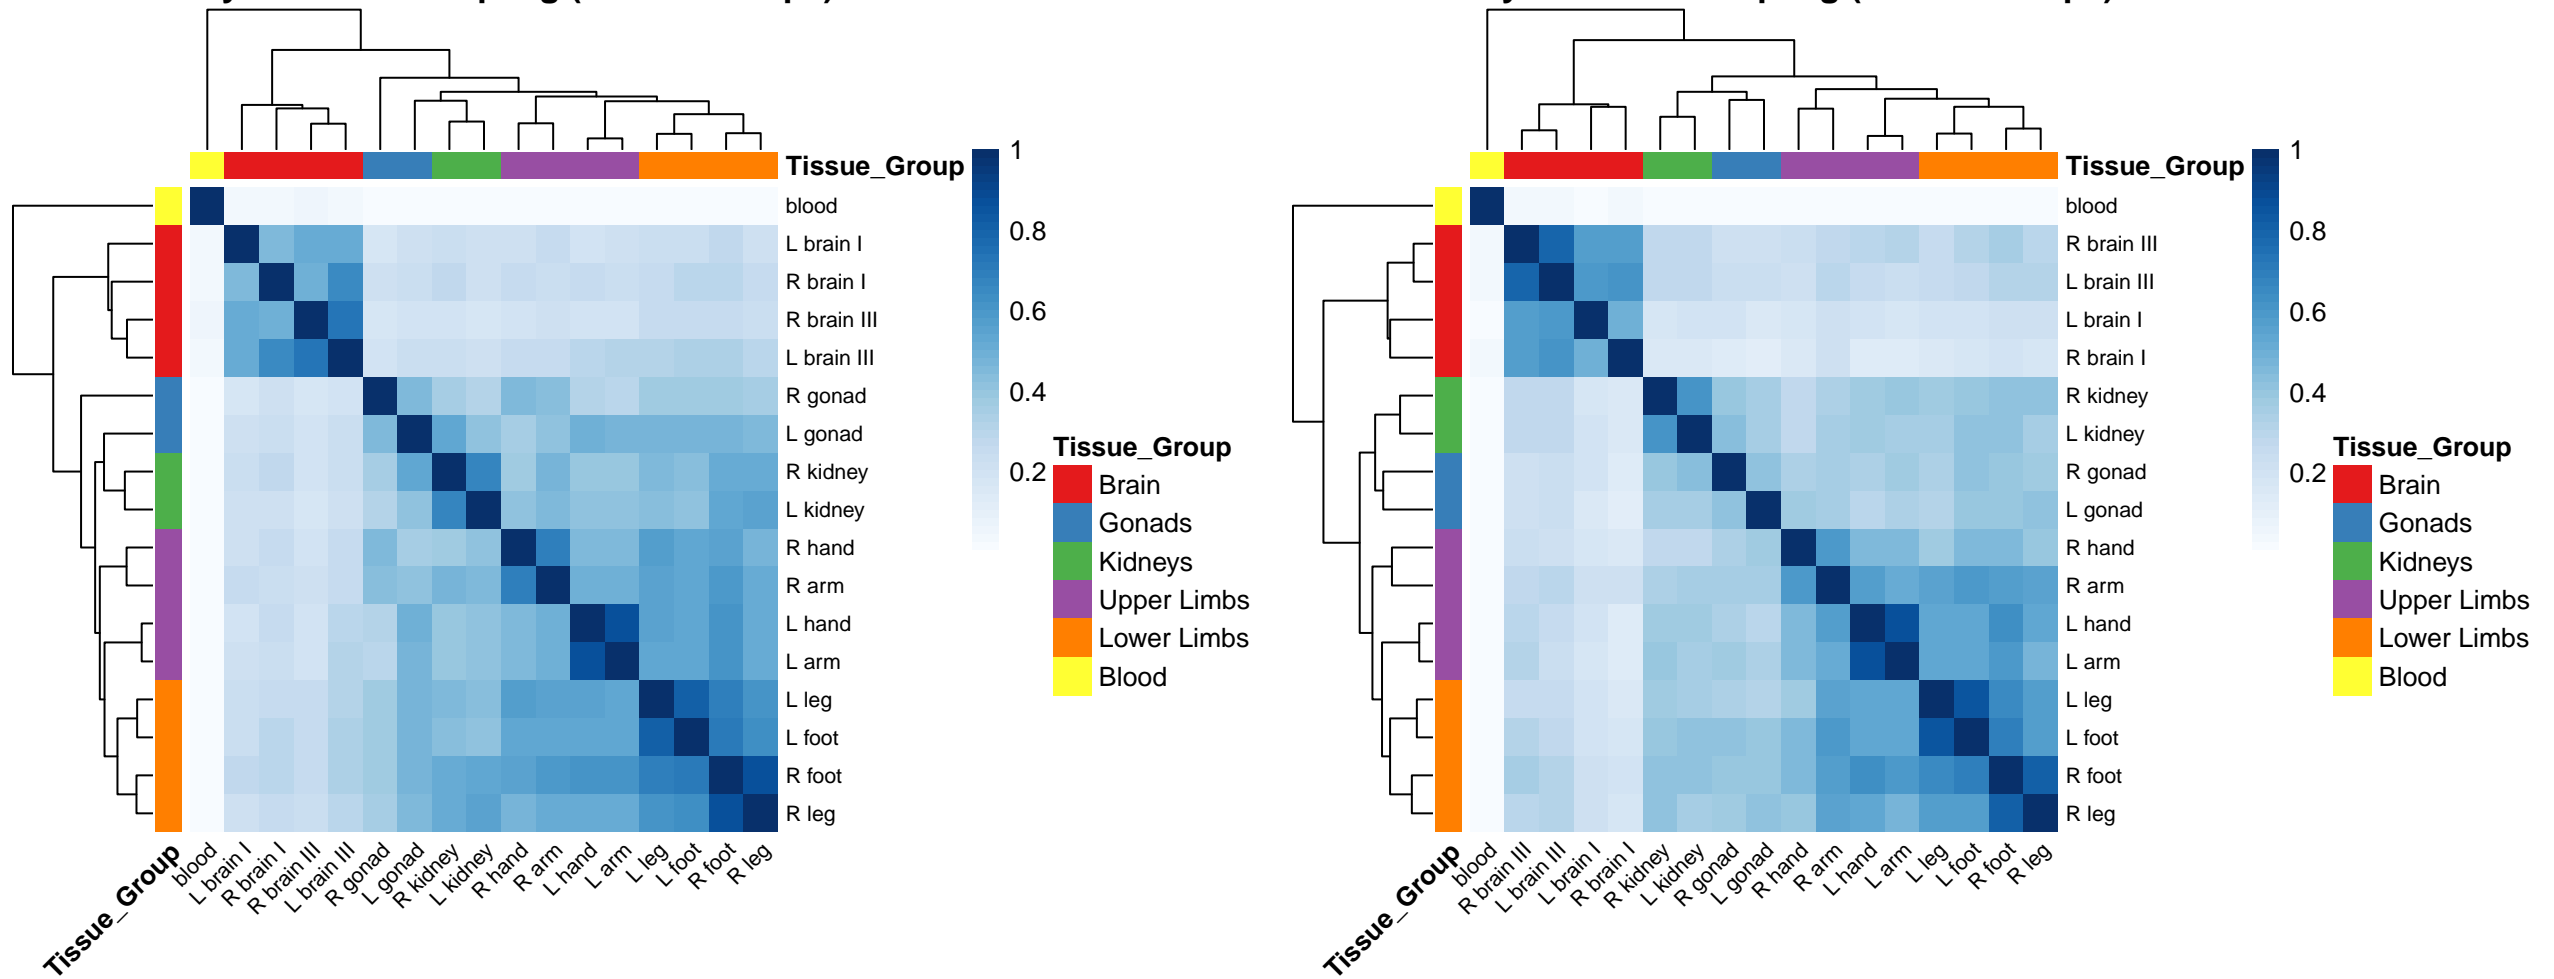 Tissue_Group
1
0.8
0.6
0.4
0.2
blood
L brain I
R brain I
R brain III
L brain III
R gonad
L gonad
R kidney
L kidney
R hand
R arm
L hand
L arm
L leg
L foot
R foot
R leg
Tissue_Group
Brain
Gonads
Kidneys
Upper Limbs
Lower Limbs
Blood
Tissue_Group
blood
L brain I
R brain I
R brain III
L brain III
R gonad
L gonad
R kidney
L kidney
R hand
R arm
L hand
L arm
L leg
L foot
R foot
R leg
Tissue_Group
1
0.8
0.6
0.4
0.2
blood
R brain III
L brain III
L brain I
R brain I
R kidney
L kidney
R gonad
L gonad
R hand
R arm
L hand
L arm
L leg
L foot
R foot
R leg
Tissue_Group
Brain
Gonads
Kidneys
Upper Limbs
Lower Limbs
Blood
Tissue_Group
blood
R brain III
L brain III
L brain I
R brain I
R kidney
L kidney
R gonad
L gonad
R hand
R arm
L hand
L arm
L leg
L foot
R foot
R leg